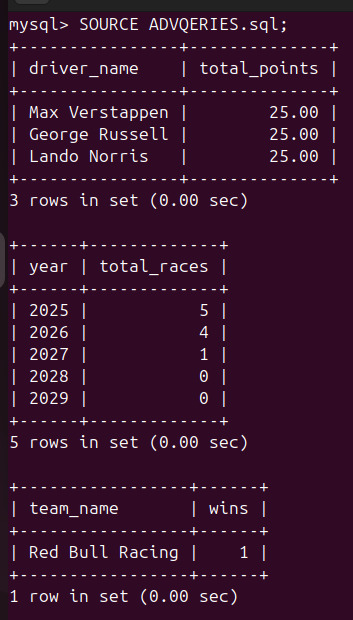 mysql> SOURCE ADVQERIES.sql;
+----------------+--------------+
| driver_name    | total_points |
+----------------+--------------+
| Max Verstappen |        25.00 |
| George Russell |        25.00 |
| Lando Norris   |        25.00 |
+----------------+--------------+
3 rows in set (0.00 sec)

+------+-------------+
| year | total_races |
+------+-------------+
| 2025 |           5 |
| 2026 |           4 |
| 2027 |           1 |
| 2028 |           0 |
| 2029 |           0 |
+------+-------------+
5 rows in set (0.00 sec)

+-----------------+------+
| team_name       | wins |
+-----------------+------+
| Red Bull Racing |    1 |
+-----------------+------+
1 row in set (0.00 sec)